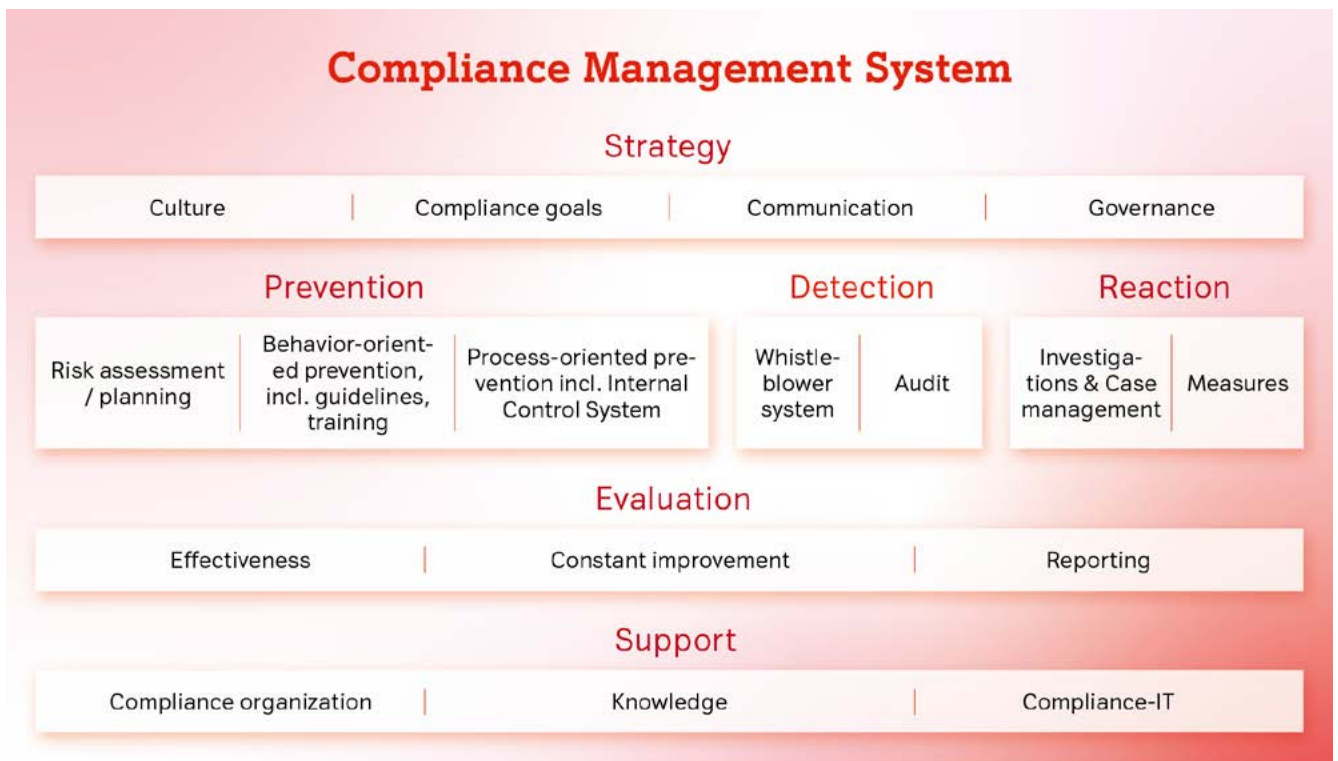 Compliance Management System
Strategy
Culture
Compliance goals
Communication
Governance
Prevention
Risk assessment
/ planning
Behavior-orient-
ed prevention,
incl. guidelines,
training
Process-oriented pre-
vention incl. Internal
Control System
Detection
Whistle-
blower
system
Audit
Reaction
Investiga-
tions & Case
management
Measures
Evaluation
Effectiveness
Constant improvement
Reporting
Support
Compliance organization
Knowledge
Compliance-IT